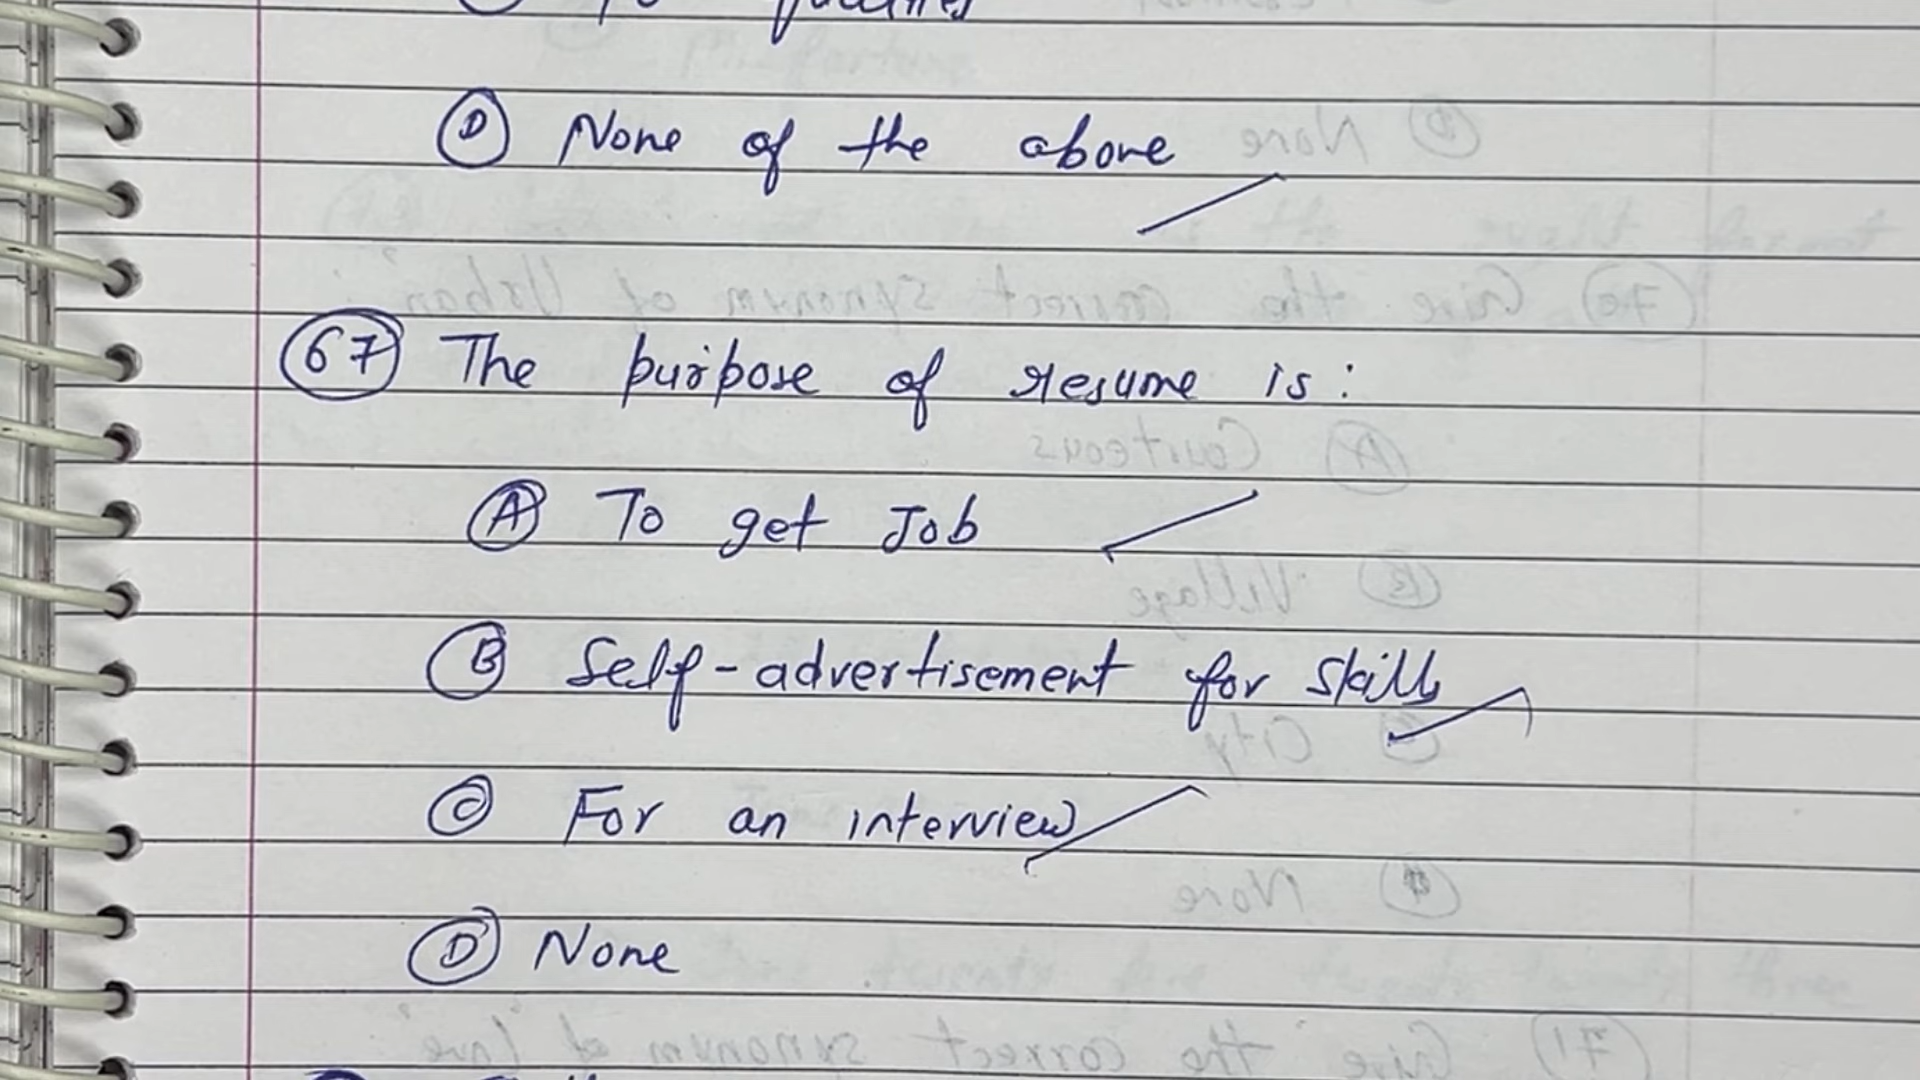 D None of the above
67 The purpose of resume is:
A To get Job
B Self-advertisement for skills
C For an interview
D None